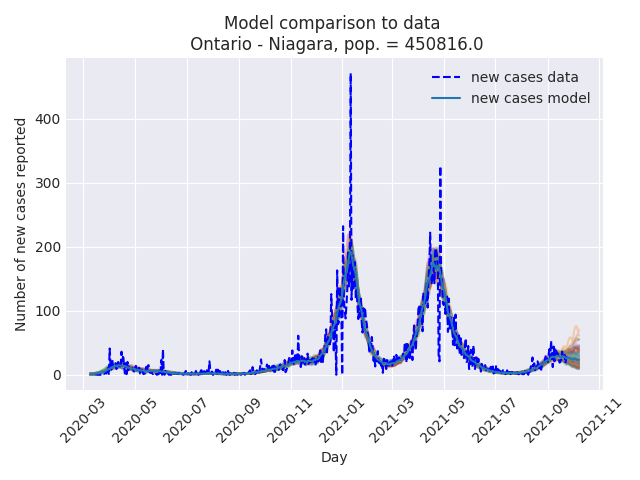 Model comparison to data
Ontario - Niagara, pop. = 450816.0
new cases data
new cases model
Number of new cases reported
400
300
200
100
0
2020-03
2020-05
2020-07
2020-09
2020-11
2021-01
2021-03
2021-05
2021-07
2021-09
2021-11
Day